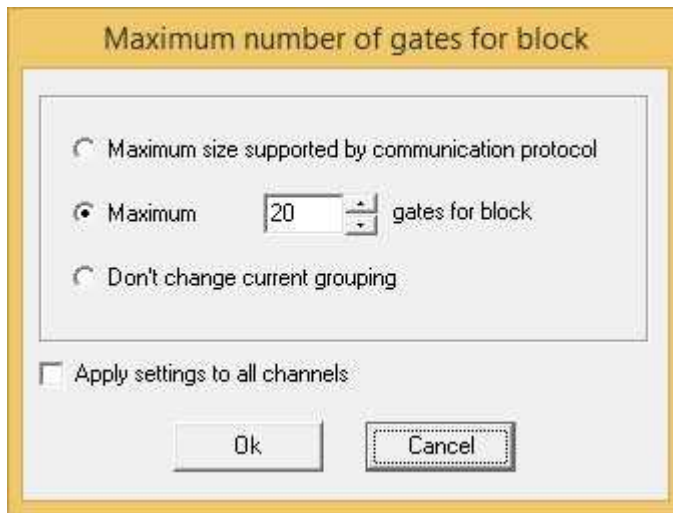 Maximum number of gates for block
Maximum size supported by communication protocol
Maximum 20 gates for block
Don't change current grouping
Apply settings to all channels
Ok Cancel